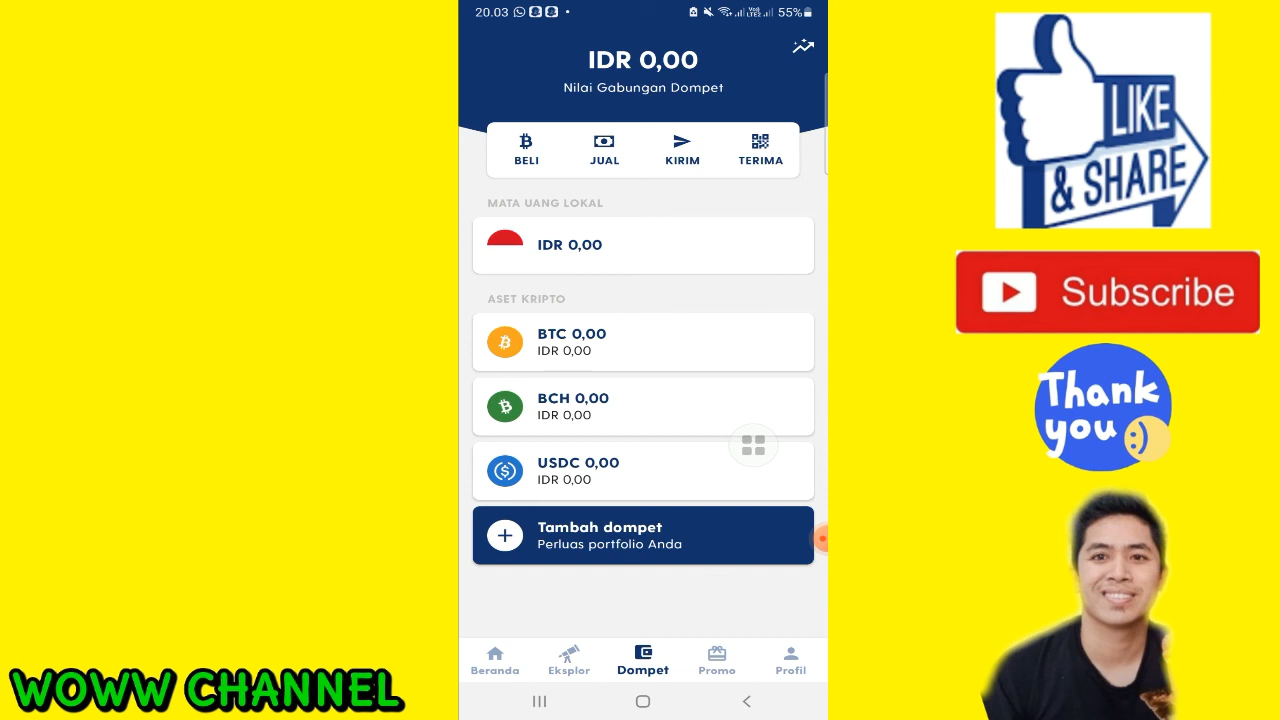 20.03
55%
IDR 0,00
Nilai Gabungan Dompet
BELI
JUAL
KIRIM
TERIMA
MATA UANG LOKAL
IDR 0,00
ASET KRIPTO
BTC 0,00
IDR 0,00
BCH 0,00
IDR 0,00
USDC 0,00
IDR 0,00
Tambah dompet
Perluas portfolio Anda
Beranda
Eksplor
Dompet
Promo
Profil
LIKE
& SHARE
Subscribe
Thank
you
WOWW CHANNEL